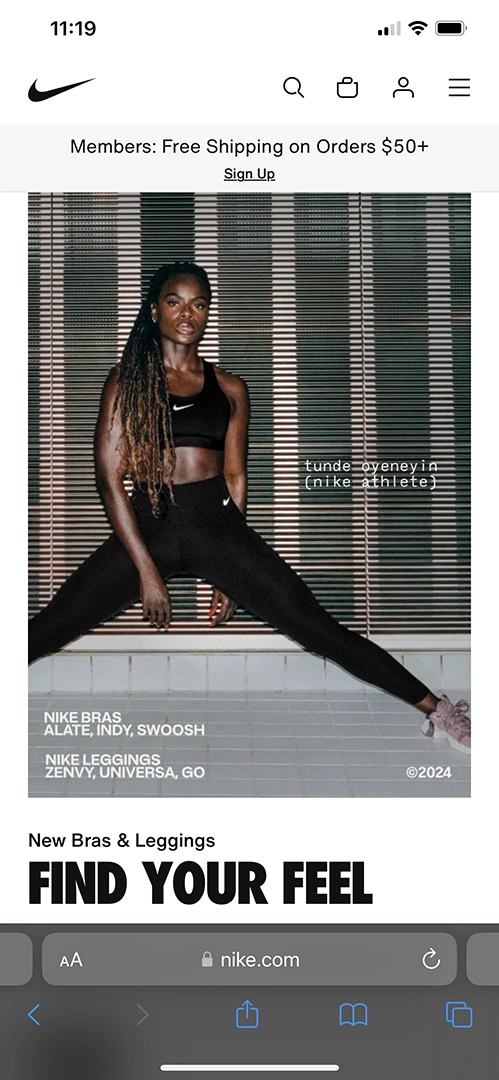 11:19
Members: Free Shipping on Orders $50+
Sign Up
tunde oyeneyin
(nike athlete)
NIKE BRAS
ALATE, INDY, SWOOSH
NIKE LEGGINGS
ZENVY, UNIVERSA, GO
©2024
New Bras & Leggings
FIND YOUR FEEL
AA
nike.com